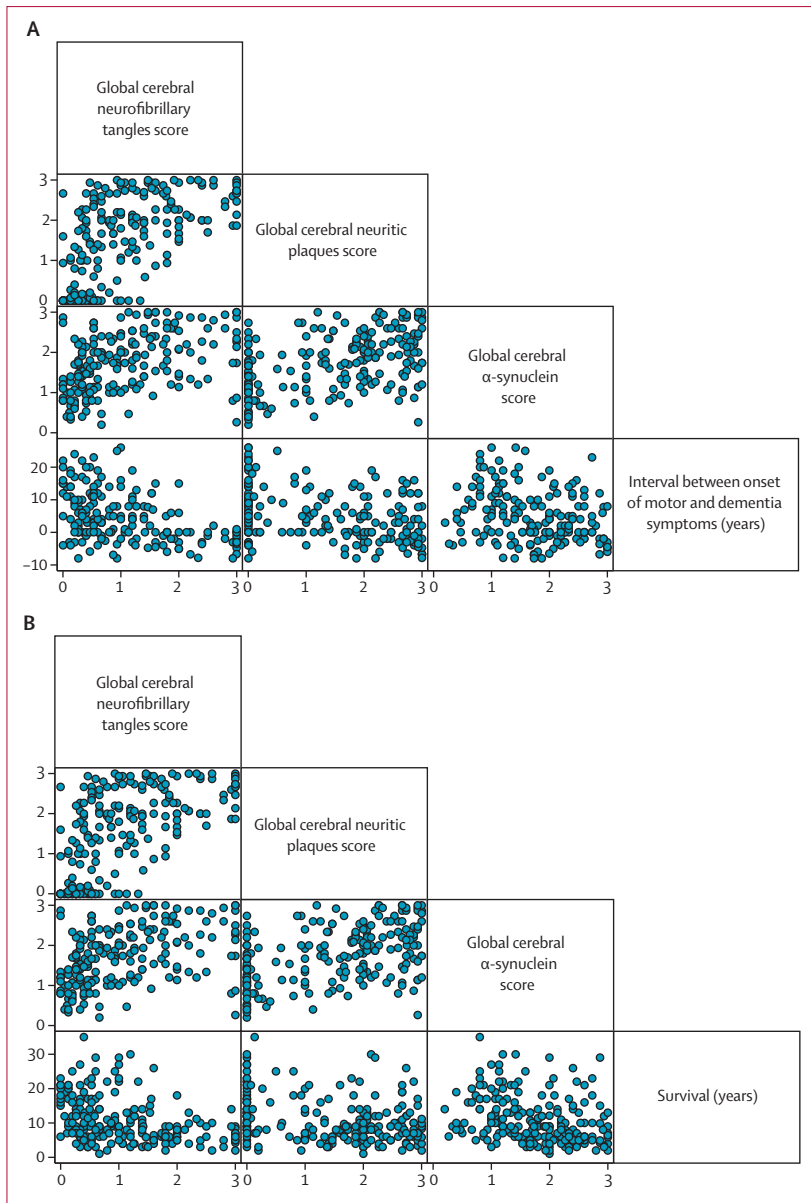 A
Global cerebral
neurofibrillary
tangles score
3
2
1
0
Global cerebral neuritic
plaques score
3
2
1
0
Global cerebral
α-synuclein
score
20
10
0
–10
Interval between onset
of motor and dementia
symptoms (years)
0 1 2 3 0 1 2 3 0 1 2 3
B
Global cerebral
neurofibrillary
tangles score
3
2
1
0
Global cerebral neuritic
plaques score
3
2
1
0
Global cerebral
α-synuclein
score
30
20
10
0
Survival (years)
0 1 2 3 0 1 2 3 0 1 2 3